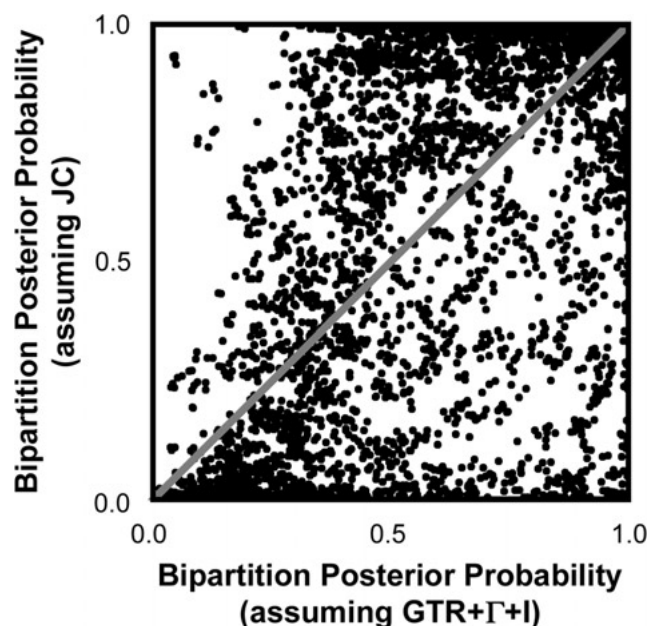 Bipartition Posterior Probability
(assuming JC)
1.0
0.5
0.0
0.0 0.5 1.0
Bipartition Posterior Probability
(assuming GTR+Γ+I)